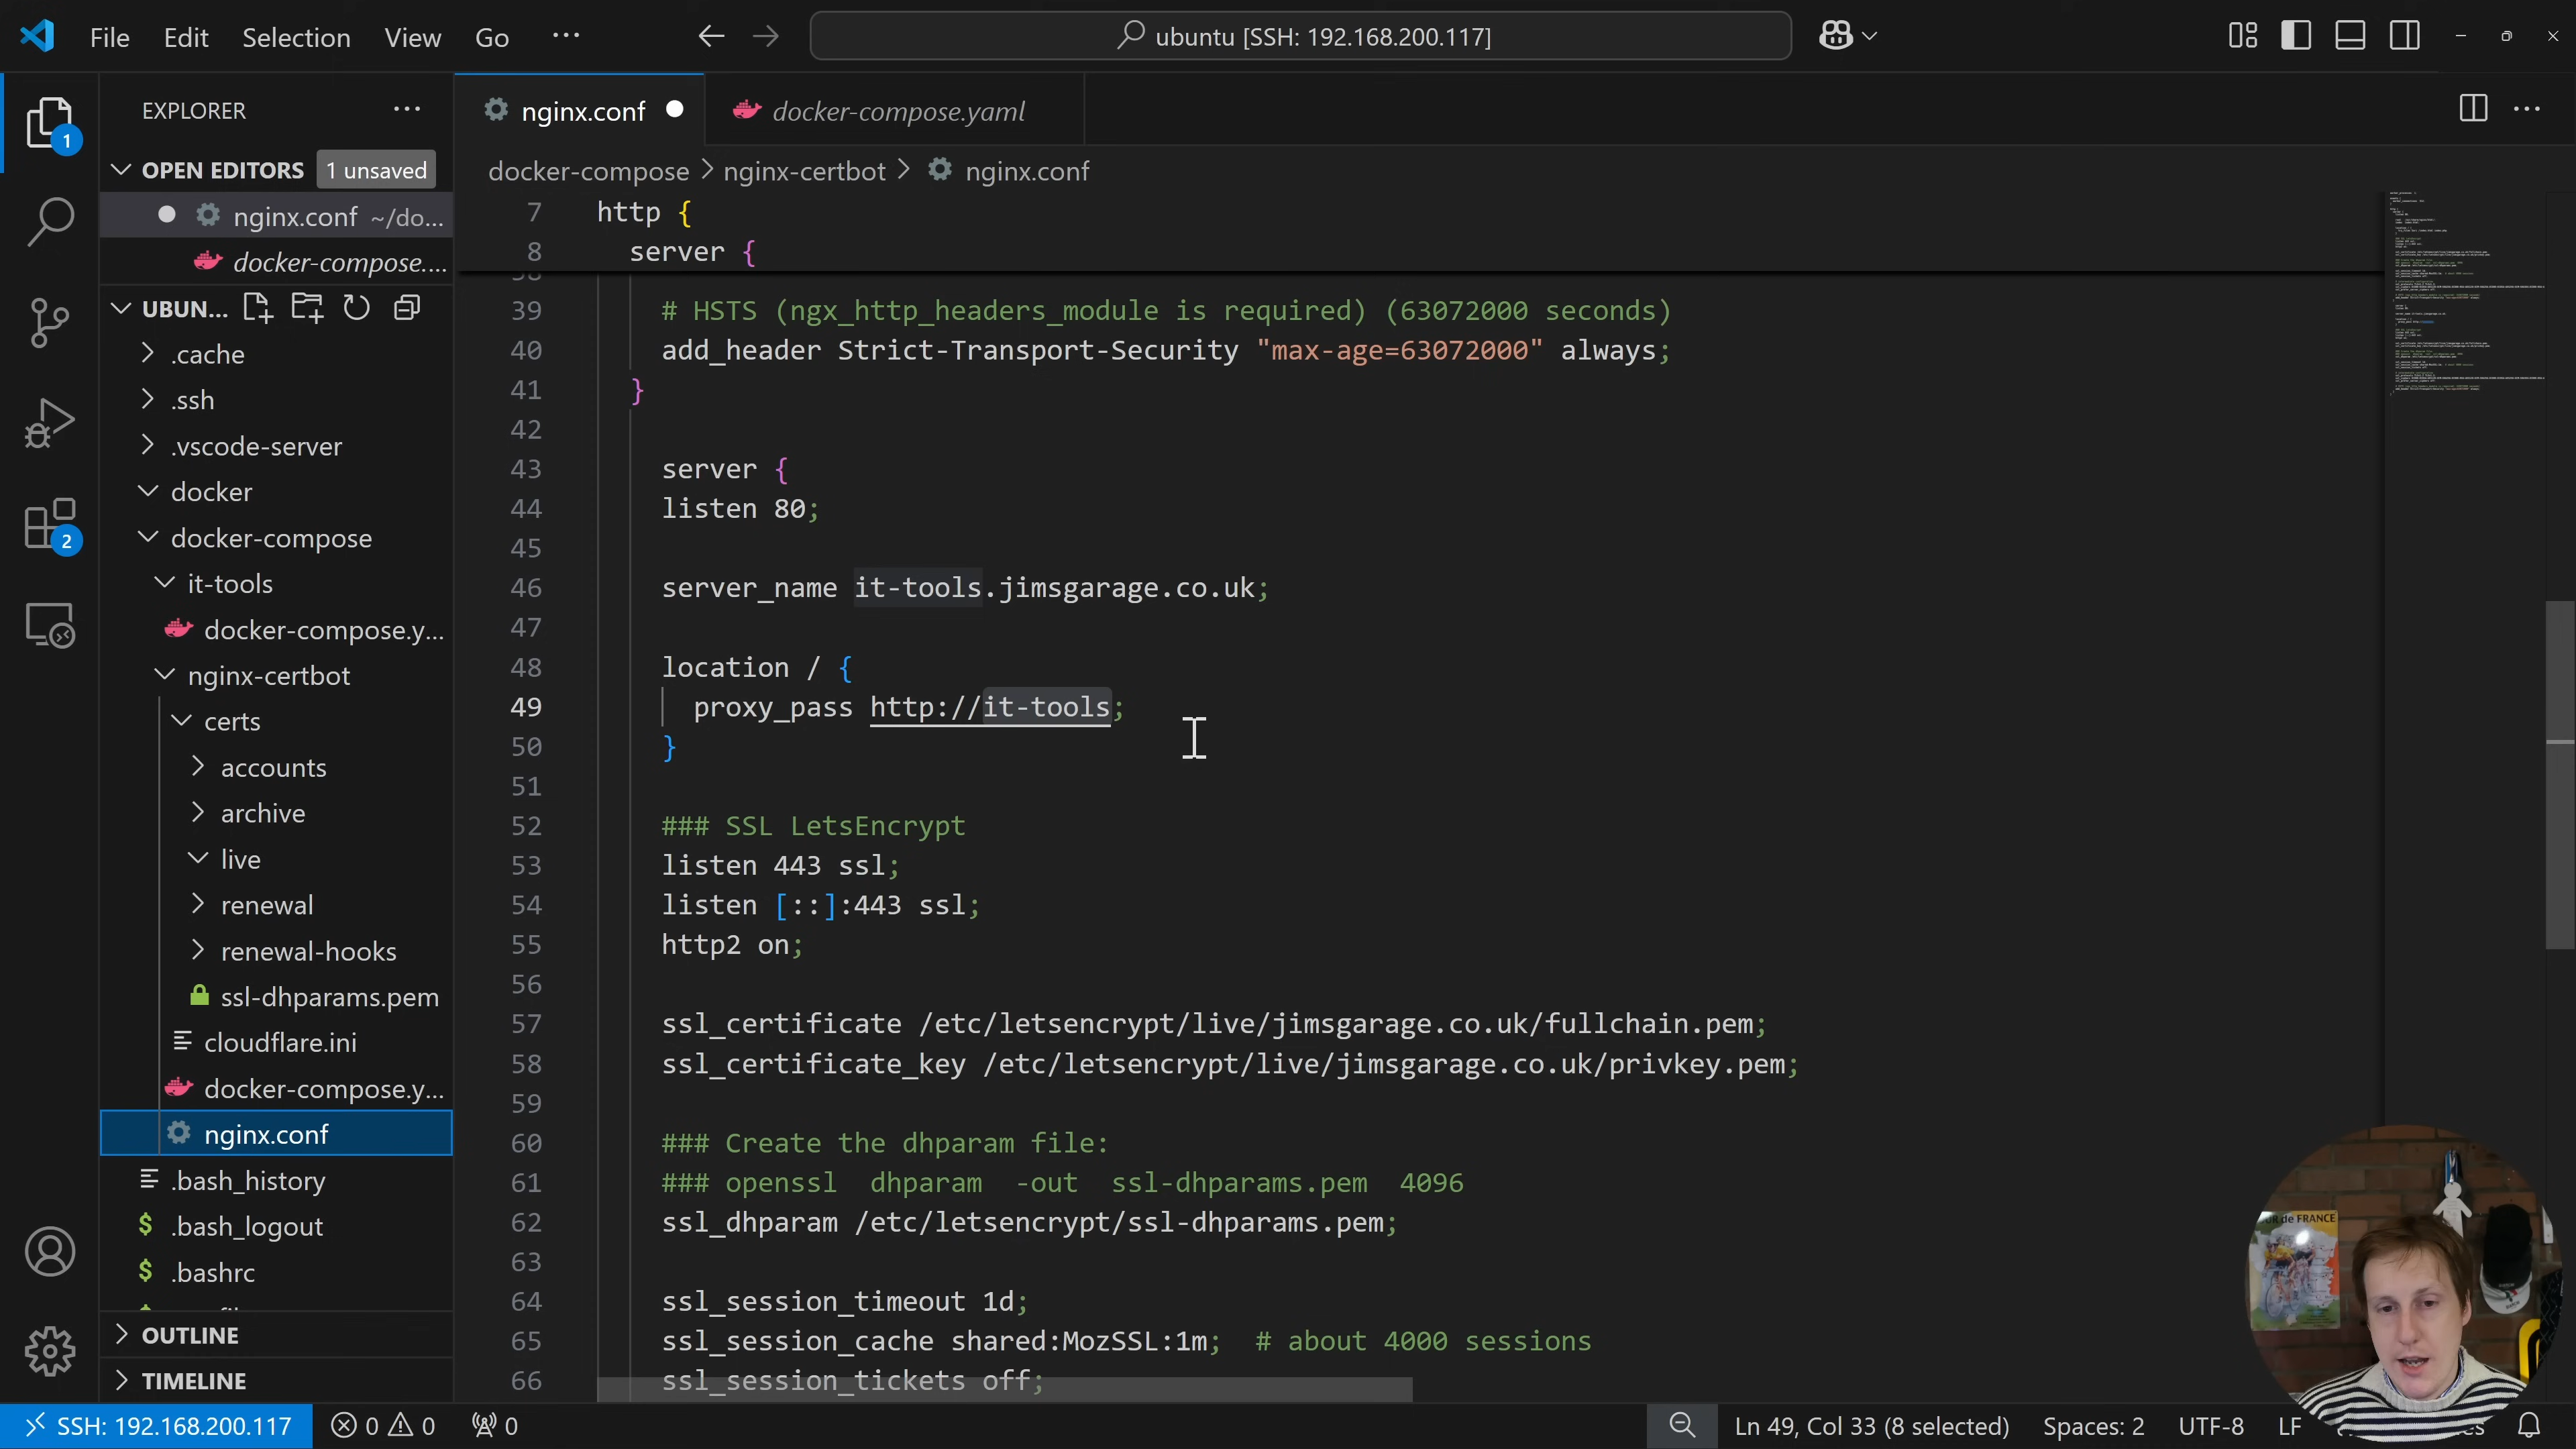 File Edit Selection View Go ...
ubuntu [SSH: 192.168.200.117]
EXPLORER ...
OPEN EDITORS 1 unsaved
nginx.conf ~/do...
docker-compose....
UBUN...
.cache
.ssh
.vscode-server
docker
docker-compose
it-tools
docker-compose.y...
nginx-certbot
certs
accounts
archive
live
renewal
renewal-hooks
ssl-dhparams.pem
cloudflare.ini
docker-compose.y...
nginx.conf
.bash_history
.bash_logout
.bashrc
OUTLINE
TIMELINE
1
2
nginx.conf docker-compose.yaml
docker-compose > nginx-certbot > nginx.conf
7 http {
8 server {
39 # HSTS (ngx_http_headers_module is required) (63072000 seconds)
40 add_header Strict-Transport-Security "max-age=63072000" always;
41 }
42
43 server {
44 listen 80;
45
46 server_name it-tools.jimsgarage.co.uk;
47
48 location / {
49 proxy_pass http://it-tools;
50 }
51
52 ### SSL LetsEncrypt
53 listen 443 ssl;
54 listen [::]:443 ssl;
55 http2 on;
56
57 ssl_certificate /etc/letsencrypt/live/jimsgarage.co.uk/fullchain.pem;
58 ssl_certificate_key /etc/letsencrypt/live/jimsgarage.co.uk/privkey.pem;
59
60 ### Create the dhparam file:
61 ### openssl dhparam -out ssl-dhparams.pem 4096
62 ssl_dhparam /etc/letsencrypt/ssl-dhparams.pem;
63
64 ssl_session_timeout 1d;
65 ssl_session_cache shared:MozSSL:1m; # about 4000 sessions
66 ssl_session_tickets off;
de FRANCE
SSH: 192.168.200.117 0 0 0
Ln 49, Col 33 (8 selected) Spaces: 2 UTF-8 LF